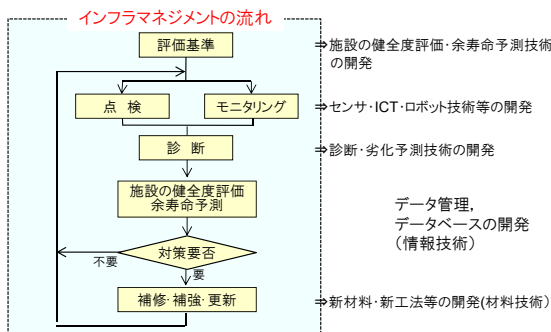 インフラマネジメントの流れ
評価基準
⇒施設の健全度評価・余寿命予測技術
の開発
点 検
モニタリング
⇒センサ・ICT・ロボット技術等の開発
診 断
⇒診断・劣化予測技術の開発
施設の健全度評価
余寿命予測
データ管理,
データベースの開発
（情報技術）
対策要否
不要
要
補修・補強・更新
⇒新材料・新工法等の開発(材料技術)